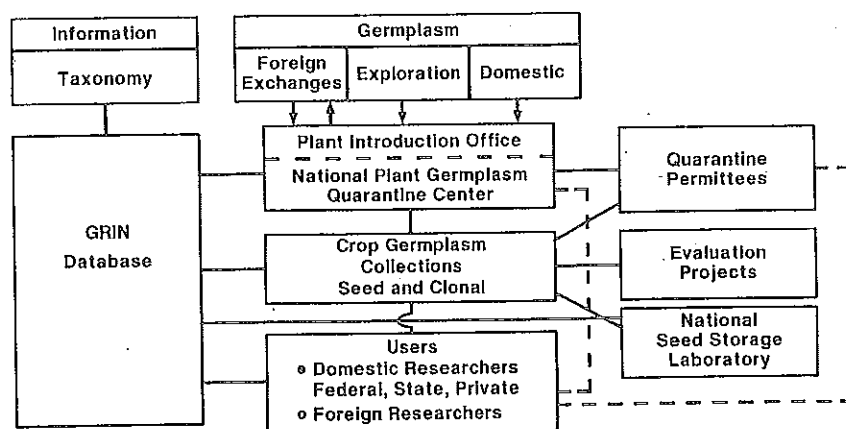 Information
Taxonomy
Germplasm
Foreign
Exchanges
Exploration
Domestic
Plant Introduction Office
National Plant Germplasm
Quarantine Center
Quarantine
Permittees
GRIN
Database
Crop Germplasm
Collections
Seed and Clonal
Evaluation
Projects
National
Seed Storage
Laboratory
Users
Domestic Researchers
Federal, State, Private
Foreign Researchers